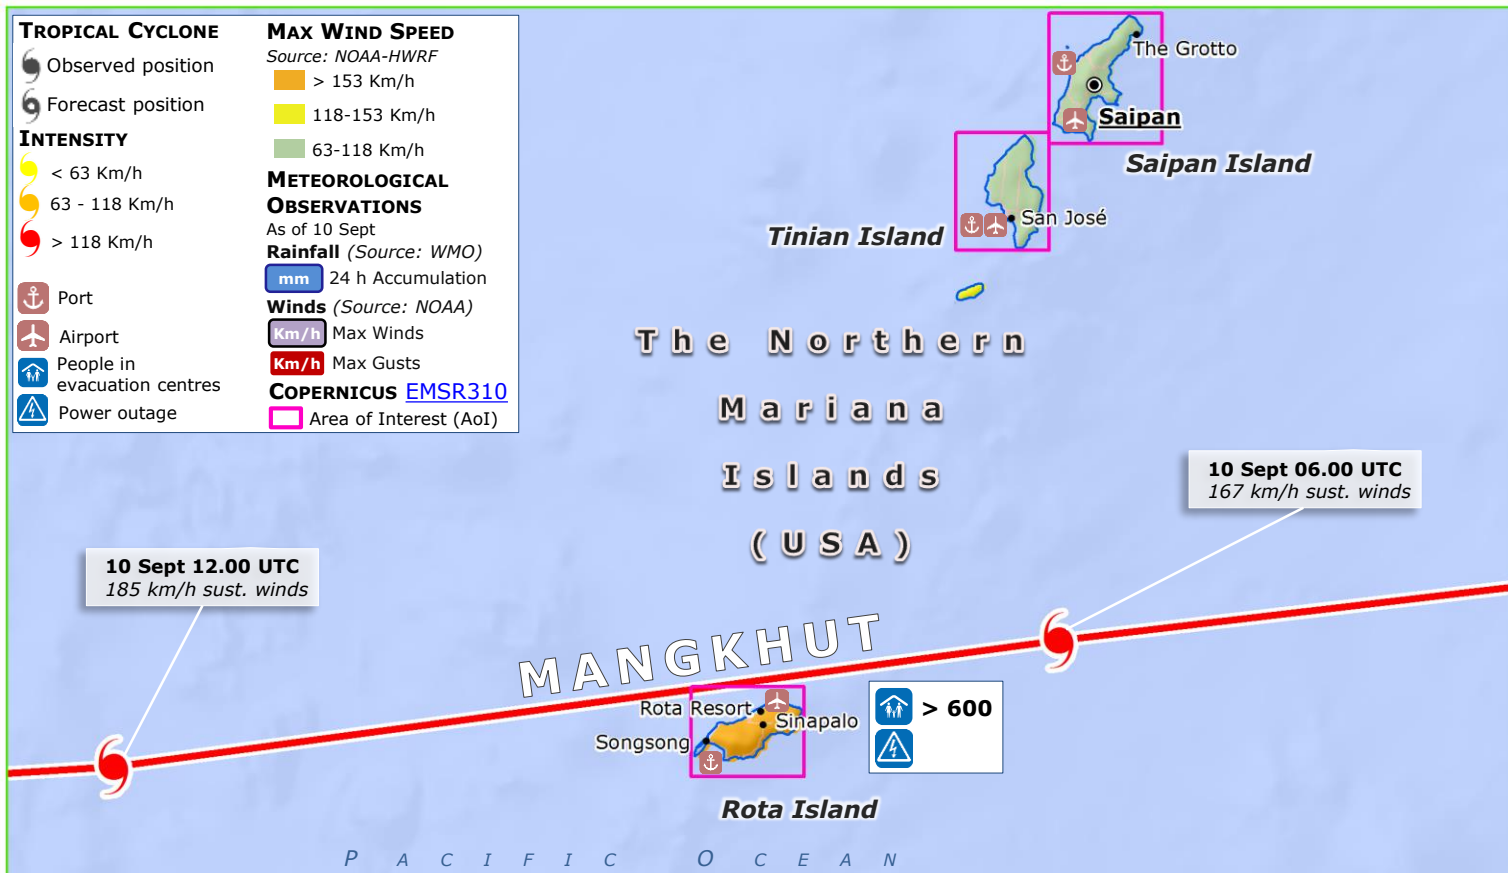 TROPICAL CYCLONE
Observed position
Forecast position
INTENSITY
< 63 Km/h
63 - 118 Km/h
> 118 Km/h
Port
Airport
People in
evacuation centres
Power outage
MAX WIND SPEED
Source: NOAA-HWRF
> 153 Km/h
118-153 Km/h
63-118 Km/h
METEOROLOGICAL
OBSERVATIONS
As of 10 Sept
Rainfall (Source: WMO)
mm 24 h Accumulation
Winds (Source: NOAA)
Km/h Max Winds
Km/h Max Gusts
COPERNICUS EMSR310
Area of Interest (AoI)
The Grotto
Saipan
Saipan Island
San José
Tinian Island
The Northern
Mariana
Islands
(USA)
10 Sept 06.00 UTC
167 km/h sust. winds
10 Sept 12.00 UTC
185 km/h sust. winds
MANGKHUT
Rota Resort
Sinapalo
Songsong
> 600
Rota Island
PACIFIC OCEAN